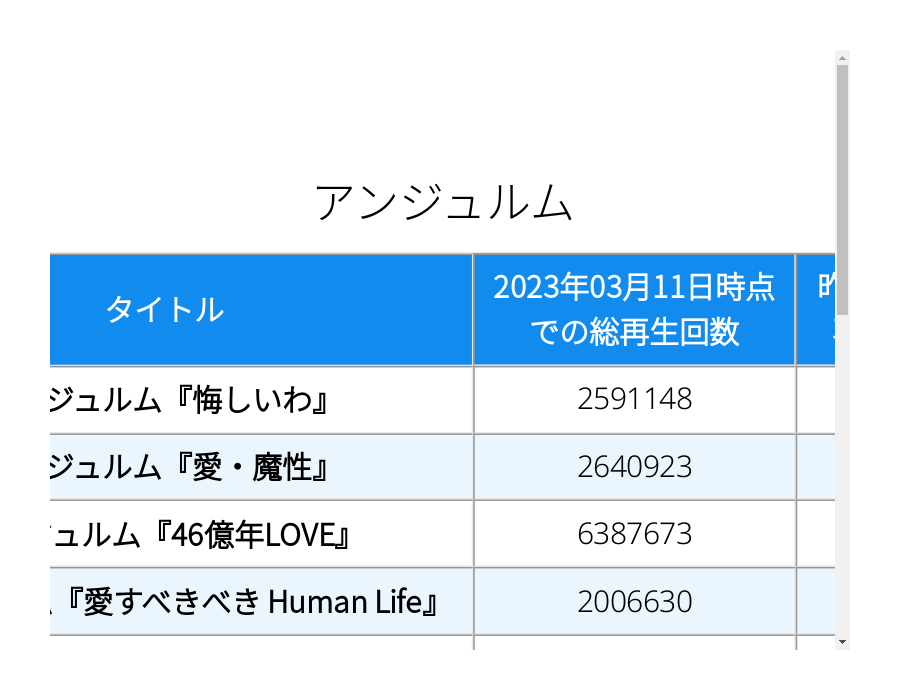 アンジュルム
タイトル
2023年03月11日時点
での総再生回数
ジュルム『悔しいわ』
2591148
ジュルム『愛・魔性』
2640923
ュルム『46億年LOVE』
6387673
『愛すべきべき Human Life』
2006630